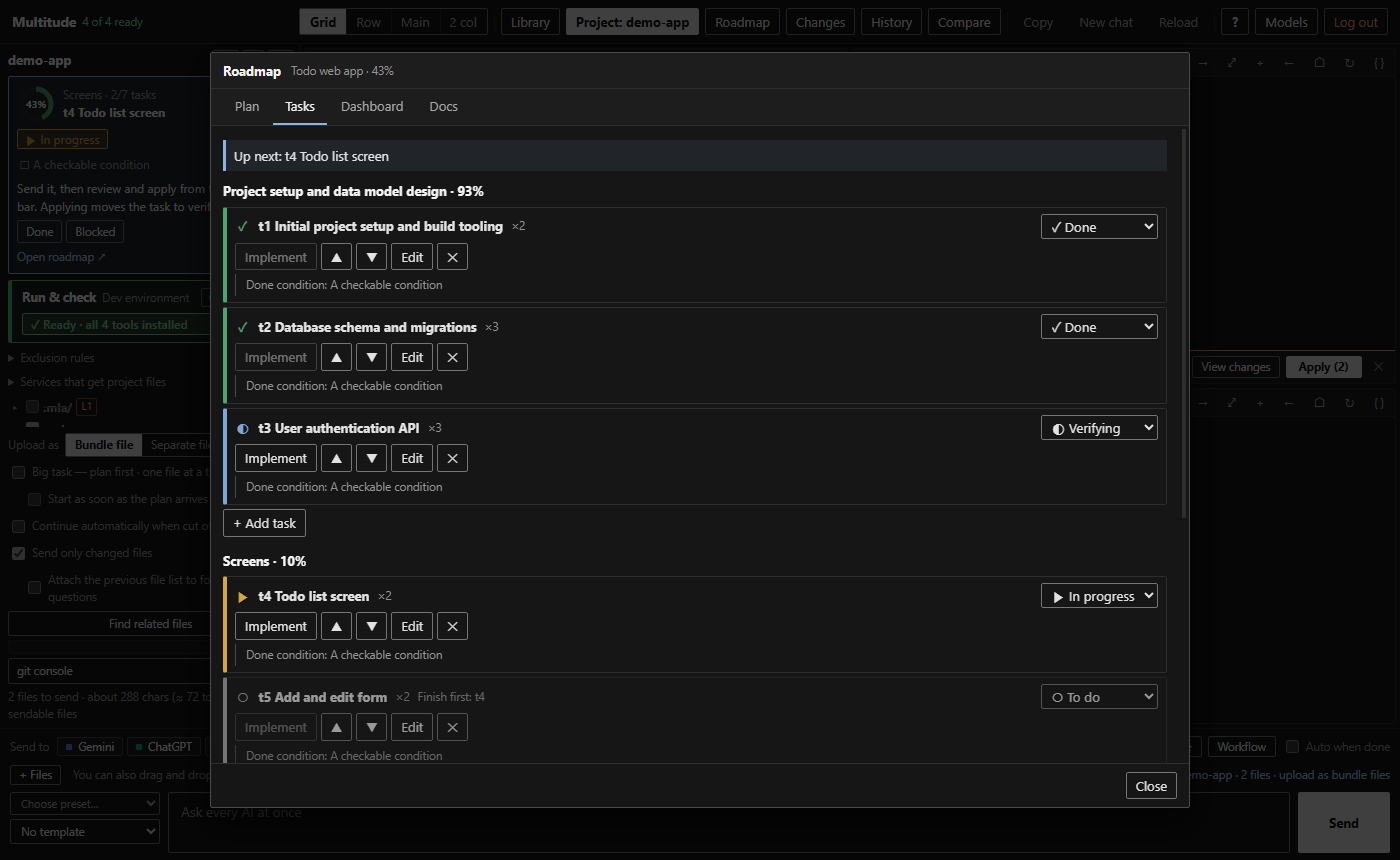 Multitude 4 of 4 ready
Grid Row Main 2 col Library Project: demo-app Roadmap Changes History Compare Copy New chat Reload ? Models Log out
demo-app
43%
Screens · 2/7 tasks
t4 Todo list screen
▶ In progress
☐ A checkable condition
Send it, then review and apply from
bar. Applying moves the task to
Done Blocked
Open roadmap ↗
Run & check Dev environment
✓ Ready · all 4 tools installed
▸ Exclusion rules
▸ Services that get project files
▸ .mla/ L1
Upload as Bundle file Separate
Big task — plan first · one file at a
Start as soon as the plan arrives
Continue automatically when cut
Send only changed files
Attach the previous file list to
questions
Find related files
git console
2 files to send · about 288 chars (≈ 72
sendable files
Send to Gemini ChatGPT
+ Files You can also drag and drop
Choose preset...
No template
Roadmap Todo web app · 43%
Plan Tasks Dashboard Docs
Up next: t4 Todo list screen
Project setup and data model design · 93%
✓ t1 Initial project setup and build tooling ×2 ✓ Done
Implement ▲ ▼ Edit ✕
Done condition: A checkable condition
✓ t2 Database schema and migrations ×3 ✓ Done
Implement ▲ ▼ Edit ✕
Done condition: A checkable condition
◐ t3 User authentication API ×3 ◐ Verifying
Implement ▲ ▼ Edit ✕
Done condition: A checkable condition
+ Add task
Screens · 10%
▶ t4 Todo list screen ×2 ▶ In progress
Implement ▲ ▼ Edit ✕
Done condition: A checkable condition
○ t5 Add and edit form ×2 Finish first: t4 ○ To do
Implement ▲ ▼ Edit ✕
Done condition: A checkable condition
Close
View changes Apply (2) ✕
Workflow Auto when done
2 files · upload as bundle files
Ask every AI at once
Send